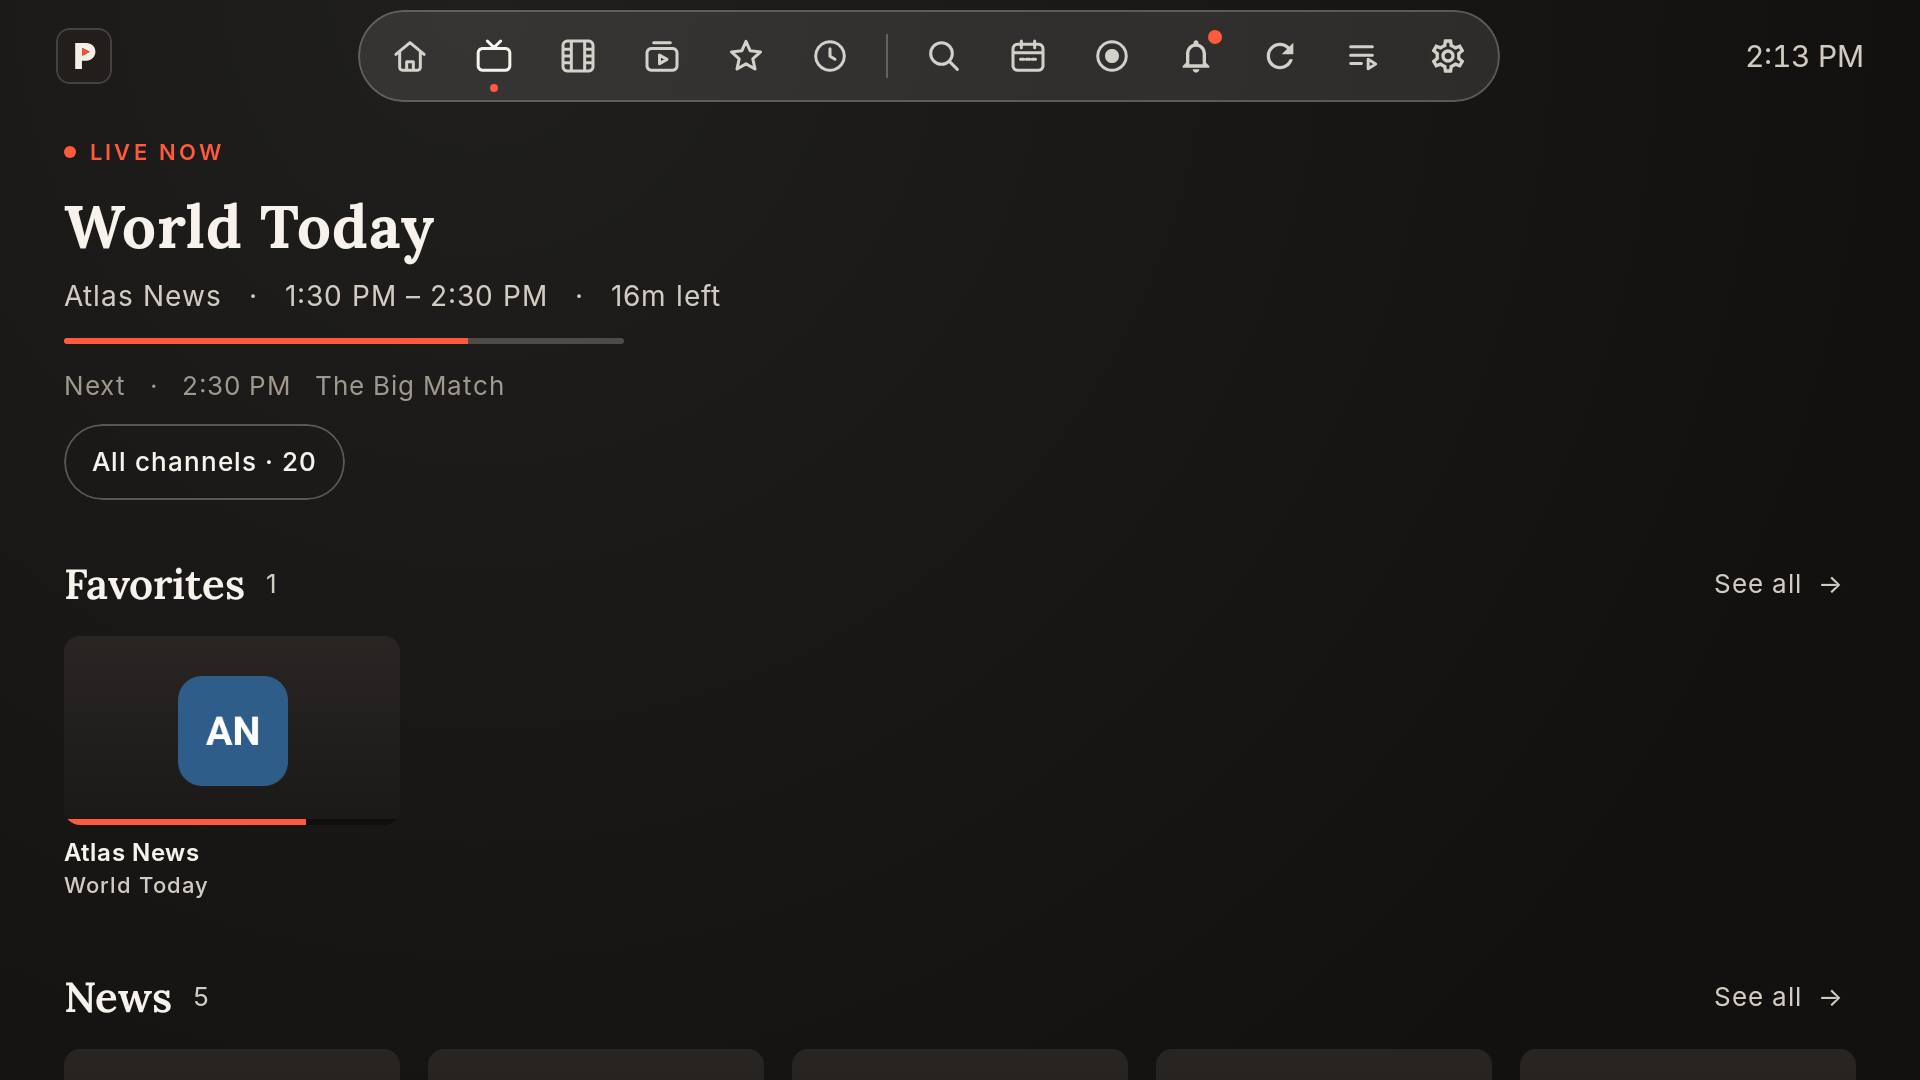 P
2:13 PM
LIVE NOW
World Today
Atlas News · 1:30 PM – 2:30 PM · 16m left
Next · 2:30 PM The Big Match
All channels · 20
Favorites 1
See all →
AN
Atlas News
World Today
News 5
See all →